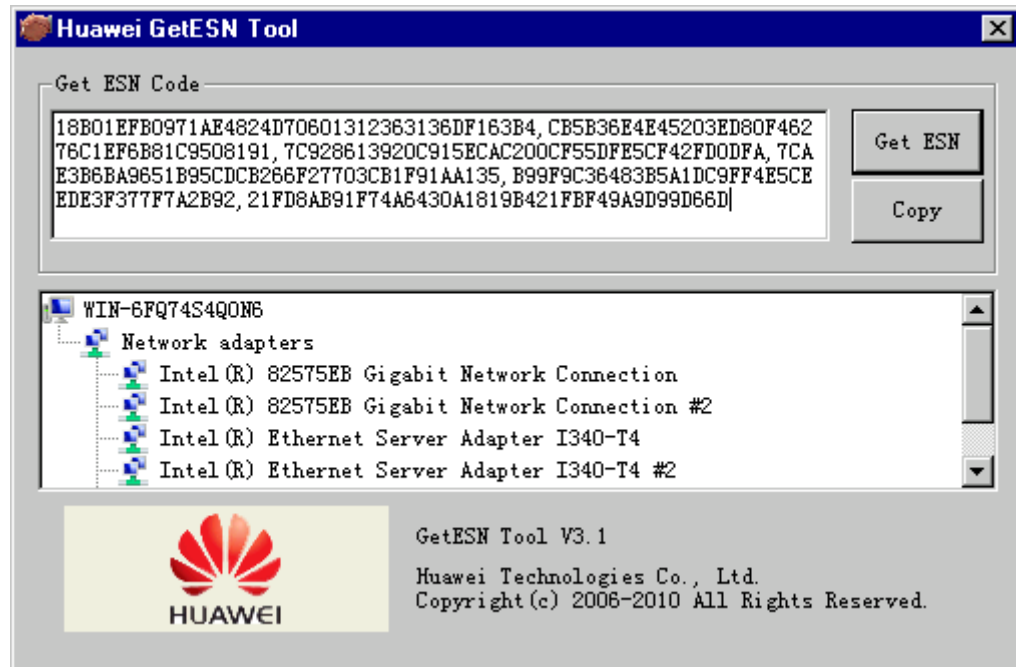 Huawei GetESN Tool
Get ESN Code
18B01EFB0971AE4824D70601312363136DF163B4, CB5B36E4E45203ED80F462
76C1EF6B81C9508191, 7C928613920C915ECAC200CF55DFE5CF42FD0DFA, 7CA
E3B6BA9651B95CDCB266F27703CB1F91AA135, B99F9C36483B5A1DC9FF4E5CE
EDE3F377F7A2B92, 21FD8AB91F74A6430A1819B421FBF49A9D99D66D
Get ESN
Copy
WIN-6FQ74S4QON6
Network adapters
Intel(R) 82575EB Gigabit Network Connection
Intel(R) 82575EB Gigabit Network Connection #2
Intel(R) Ethernet Server Adapter I340-T4
Intel(R) Ethernet Server Adapter I340-T4 #2
HUAWEI
GetESN Tool V3.1
Huawei Technologies Co., Ltd.
Copyright(c) 2006-2010 All Rights Reserved.